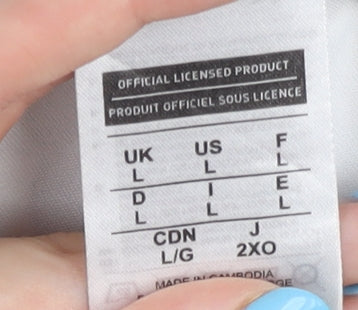 OFFICIAL LICENSED PRODUCT
PRODUIT OFFICIEL SOUS LICENCE
UK US F
L L L
D I E
L L L
CDN J
L/G 2XO
MADE IN CAMBODIA